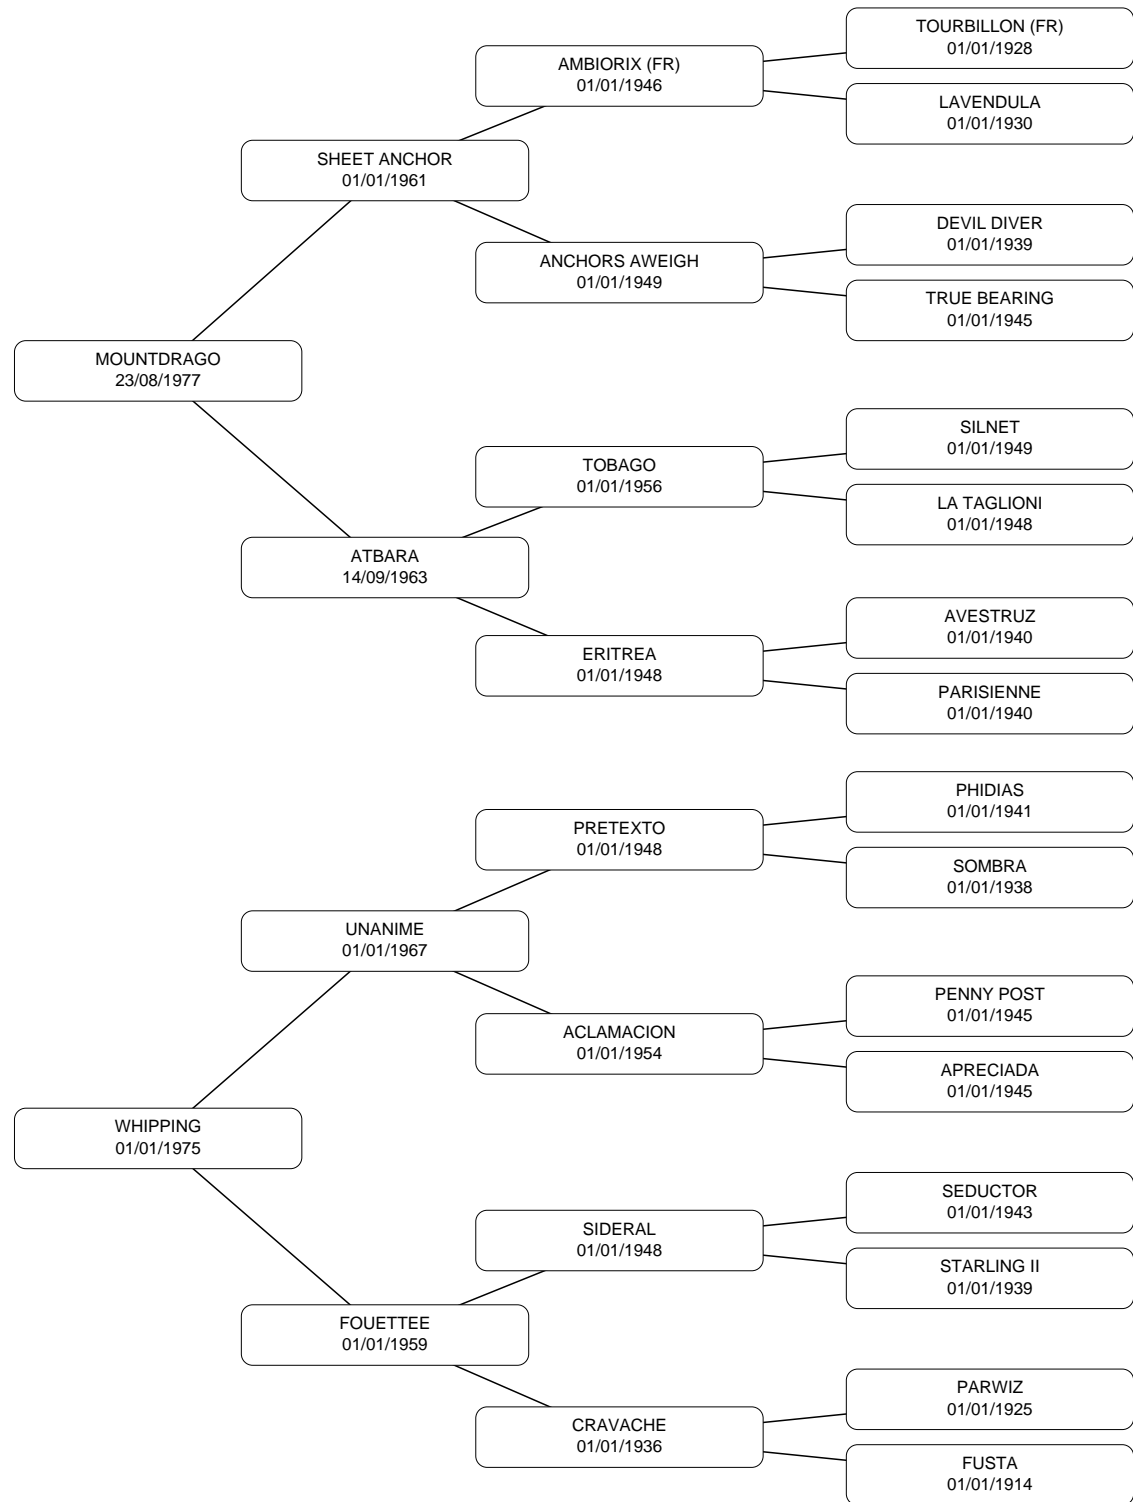 TOURBILLON (FR)
01/01/1928
AMBIORIX (FR)
01/01/1946
LAVENDULA
01/01/1930
SHEET ANCHOR
01/01/1961
DEVIL DIVER
01/01/1939
ANCHORS AWEIGH
01/01/1949
TRUE BEARING
01/01/1945
MOUNTDRAGO
23/08/1977
SILNET
01/01/1949
TOBAGO
01/01/1956
LA TAGLIONI
01/01/1948
ATBARA
14/09/1963
AVESTRUZ
01/01/1940
ERITREA
01/01/1948
PARISIENNE
01/01/1940
PHIDIAS
01/01/1941
PRETEXTO
01/01/1948
SOMBRA
01/01/1938
UNANIME
01/01/1967
PENNY POST
01/01/1945
ACLAMACION
01/01/1954
APRECIADA
01/01/1945
WHIPPING
01/01/1975
SEDUCTOR
01/01/1943
SIDERAL
01/01/1948
STARLING II
01/01/1939
FOUETTEE
01/01/1959
PARWIZ
01/01/1925
CRAVACHE
01/01/1936
FUSTA
01/01/1914